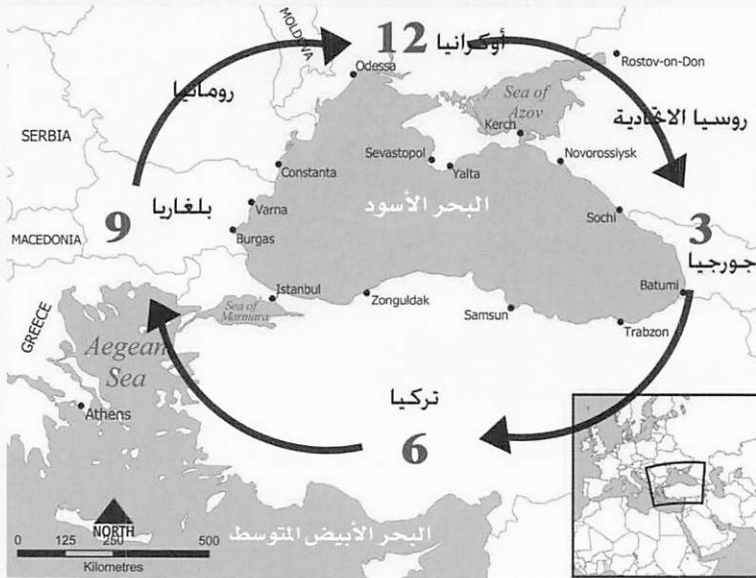 MOLDOVA
12
أوكرانيا
Odessa
Rostov-on-Don
رومانيا
Sea of
Azov
روسيا الاتحادية
SERBIA
Kerch
Sevastopol
Yalta
Novorossiysk
Constanta
البحر الأسود
بلغاريا
Varna
Sochi
9
3
MACEDONIA
Burgas
جورجيا
Istanbul
Zonguldak
Batumi
Sea of
Marmara
Samsun
Trabzon
GREECE
Aegean
Sea
تركيا
Athens
6
NORTH
البحر الأبيض المتوسط
0 125 250 500
Kilometres